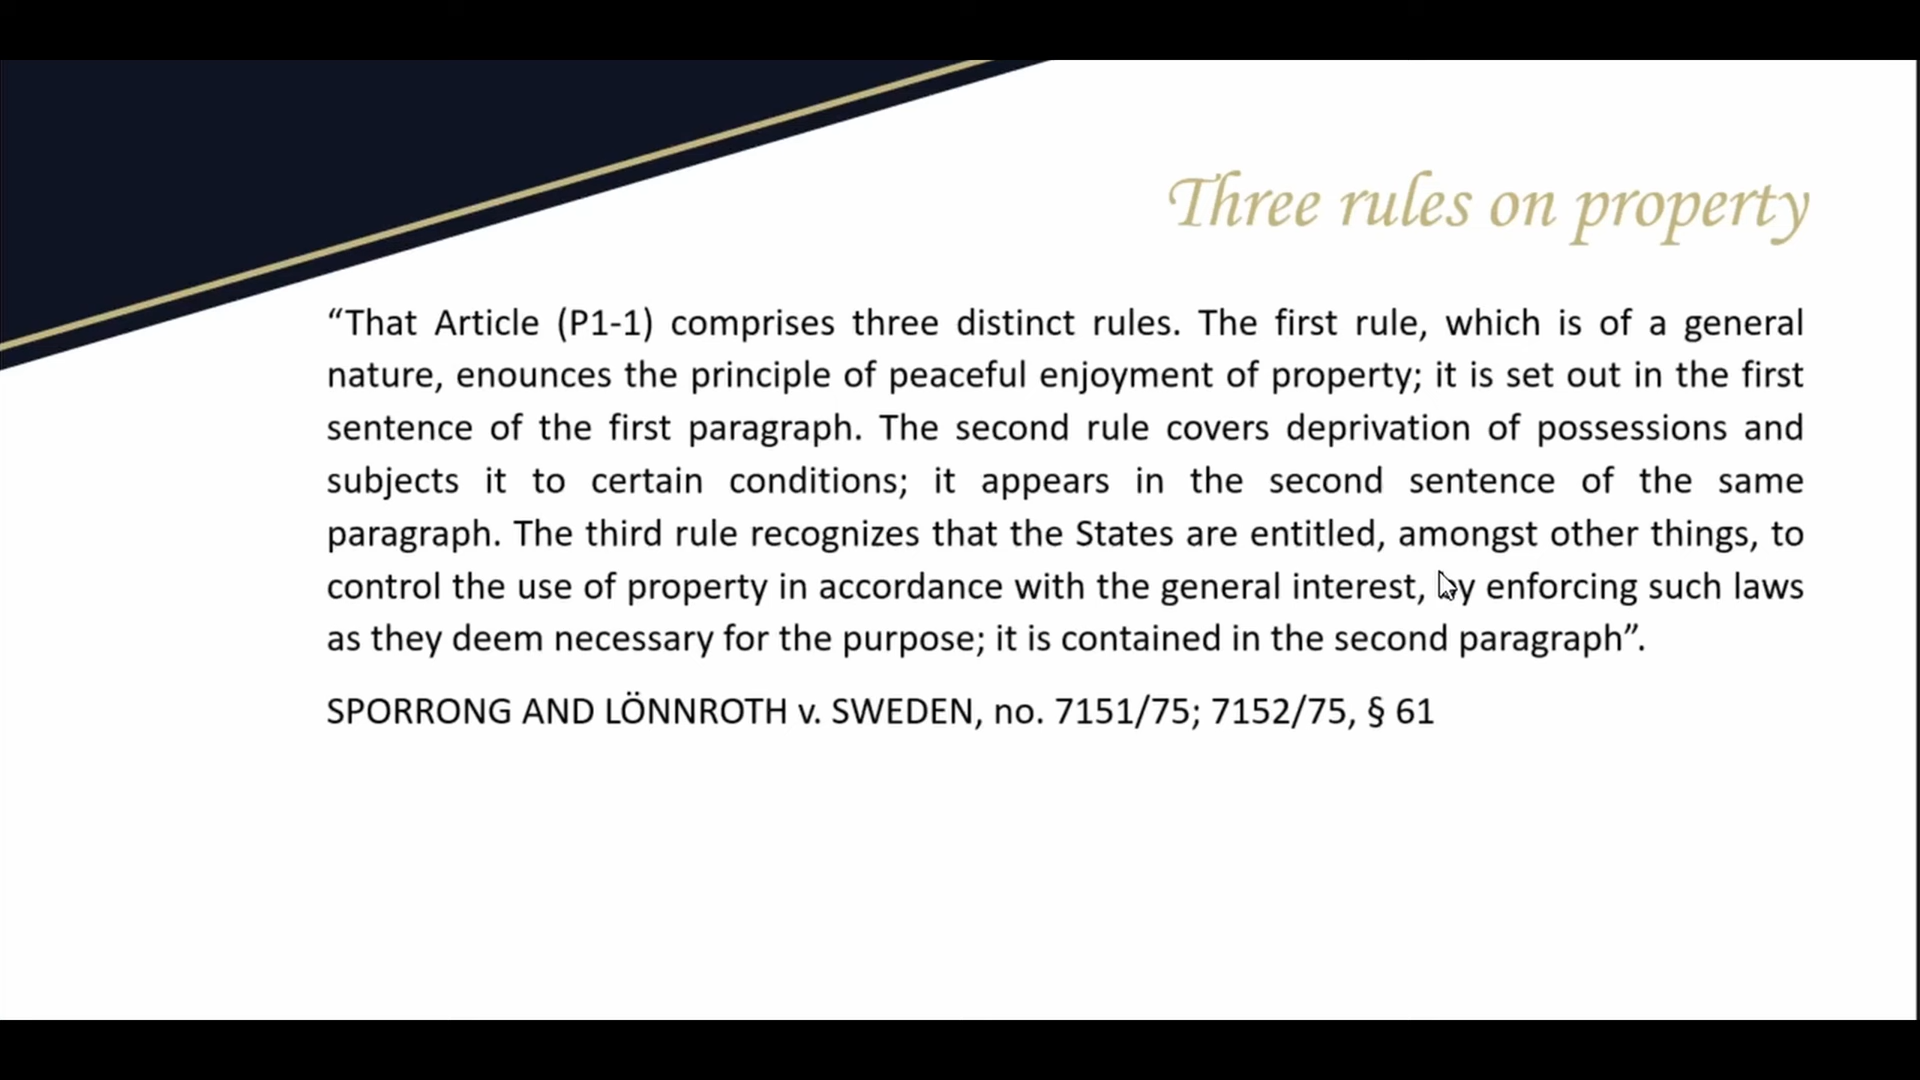 Three rules on property
“That Article (P1-1) comprises three distinct rules. The first rule, which is of a general
nature, enounces the principle of peaceful enjoyment of property; it is set out in the first
sentence of the first paragraph. The second rule covers deprivation of possessions and
subjects it to certain conditions; it appears in the second sentence of the same
paragraph. The third rule recognizes that the States are entitled, amongst other things, to
control the use of property in accordance with the general interest, by enforcing such laws
as they deem necessary for the purpose; it is contained in the second paragraph”.
SPORRONG AND LÖNNROTH v. SWEDEN, no. 7151/75; 7152/75, § 61